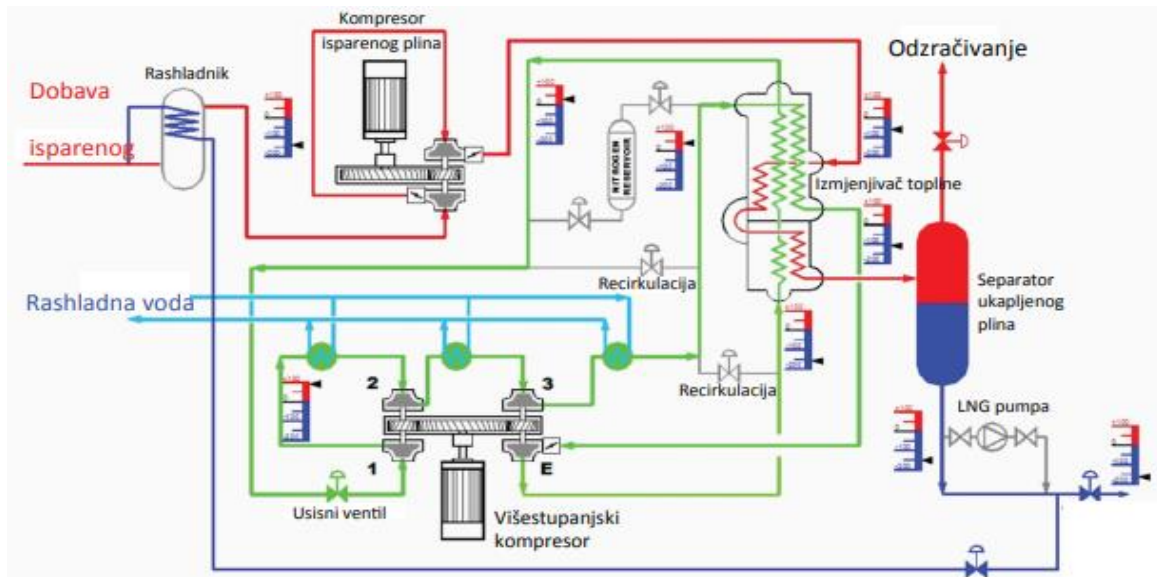 Kompresor
isparenog plina
Odzračivanje
Rashladnik
Dobava
isparenog
NITROGEN
RESERVOIR
Izmjenjivač topline
Recirkulacija
Separator
ukapljenog
plina
Rashladna voda
Recirkulacija
2
3
LNG pumpa
1
E
Usisni ventil
Višestupanjski
kompresor